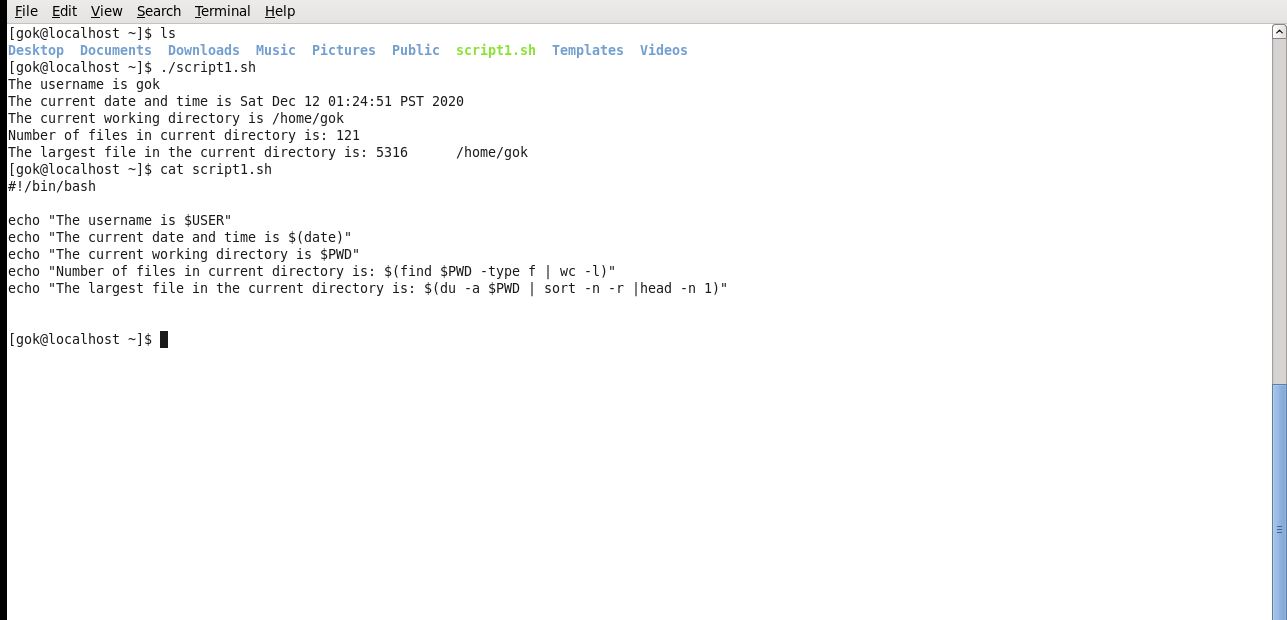 File Edit View Search Terminal Help
[gok@localhost ~]$ ls
Desktop  Documents  Downloads  Music  Pictures  Public  script1.sh  Templates  Videos
[gok@localhost ~]$ ./script1.sh
The username is gok
The current date and time is Sat Dec 12 01:24:51 PST 2020
The current working directory is /home/gok
Number of files in current directory is: 121
The largest file in the current directory is: 5316      /home/gok
[gok@localhost ~]$ cat script1.sh
#!/bin/bash

echo "The username is $USER"
echo "The current date and time is $(date)"
echo "The current working directory is $PWD"
echo "Number of files in current directory is: $(find $PWD -type f | wc -l)"
echo "The largest file in the current directory is: $(du -a $PWD | sort -n -r |head -n 1)"


[gok@localhost ~]$